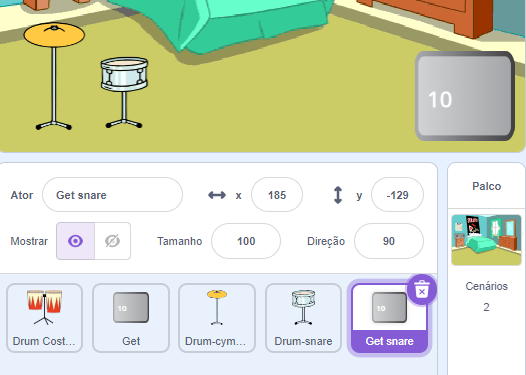 10
Ator Get snare x 185 y -129
Mostrar Tamanho 100 Direção 90
Palco
Cenários
2
10
10
Drum Cost... Get Drum-cym... Drum-snare Get snare